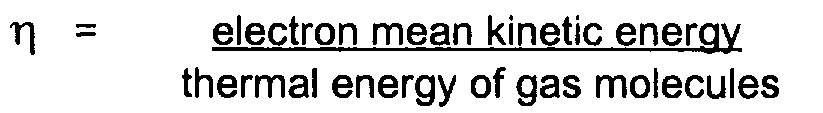 η = electron mean kinetic energy
thermal energy of gas molecules